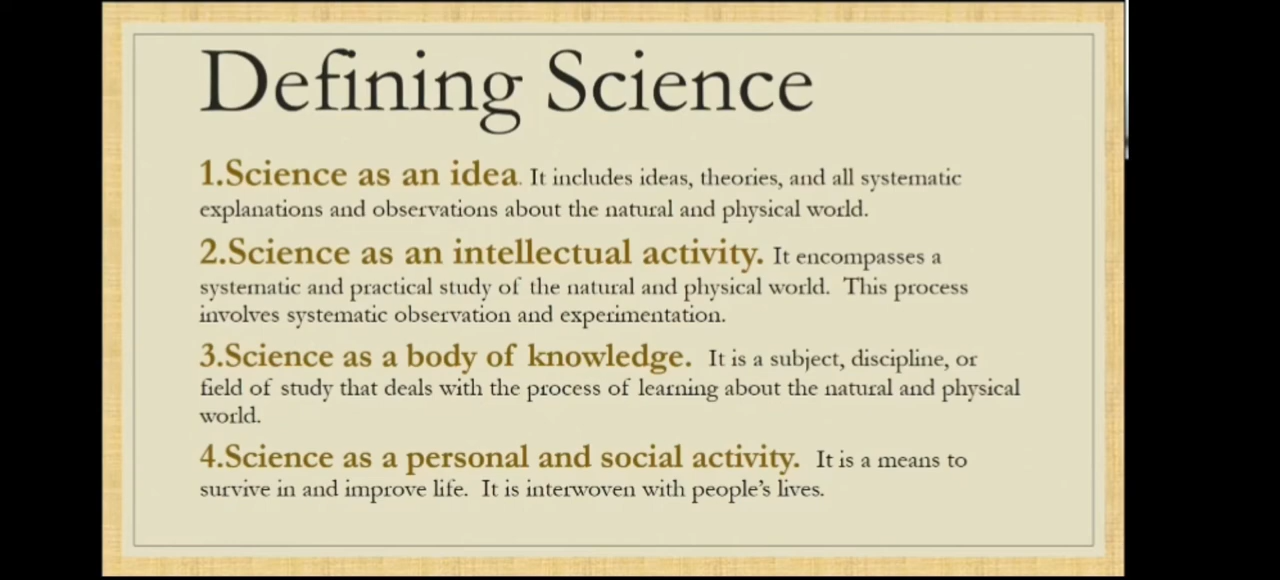 Defining Science
1.Science as an idea. It includes ideas, theories, and all systematic
explanations and observations about the natural and physical world.
2.Science as an intellectual activity. It encompasses a
systematic and practical study of the natural and physical world. This process
involves systematic observation and experimentation.
3.Science as a body of knowledge. It is a subject, discipline, or
field of study that deals with the process of learning about the natural and physical
world.
4.Science as a personal and social activity. It is a means to
survive in and improve life. It is interwoven with people’s lives.